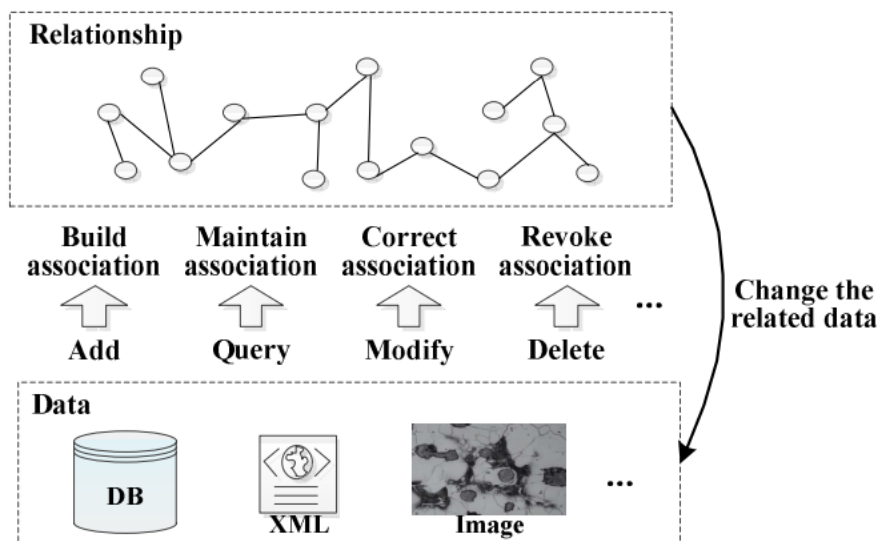 Relationship
Build
association
Maintain
association
Correct
association
Revoke
association
...
Add
Query
Modify
Delete
Change the
related data
Data
DB
XML
Image
...